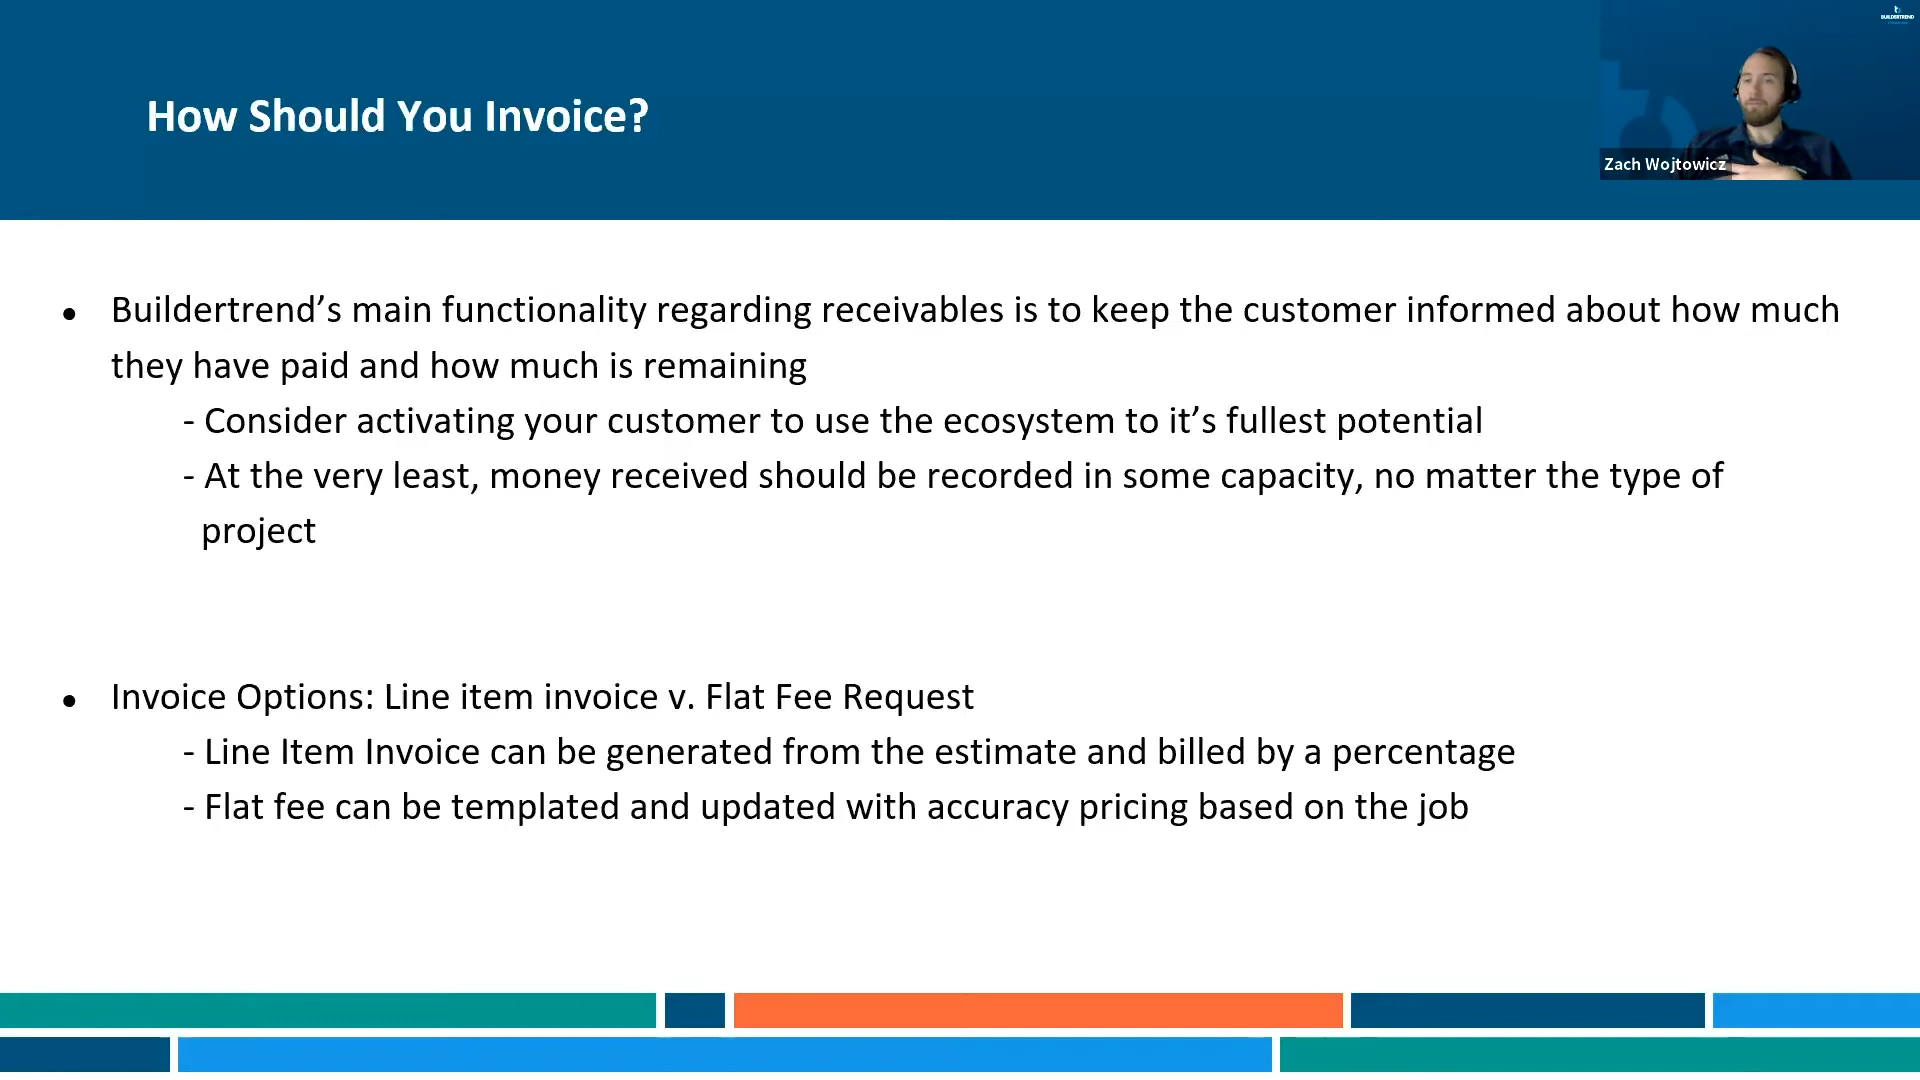 BUILDERTREND
How Should You Invoice?
Zach Wojtowicz
● Buildertrend’s main functionality regarding receivables is to keep the customer informed about how much
they have paid and how much is remaining
- Consider activating your customer to use the ecosystem to it’s fullest potential
- At the very least, money received should be recorded in some capacity, no matter the type of
project
● Invoice Options: Line item invoice v. Flat Fee Request
- Line Item Invoice can be generated from the estimate and billed by a percentage
- Flat fee can be templated and updated with accuracy pricing based on the job